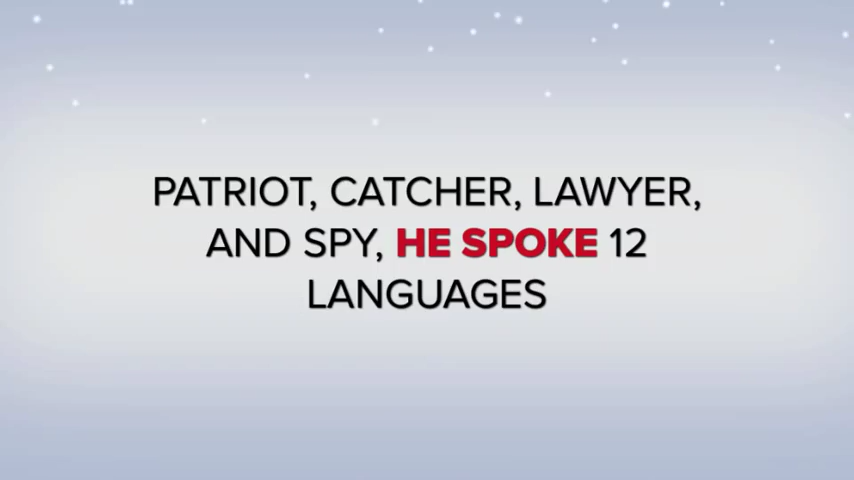 PATRIOT, CATCHER, LAWYER,
AND SPY, HE SPOKE 12
LANGUAGES